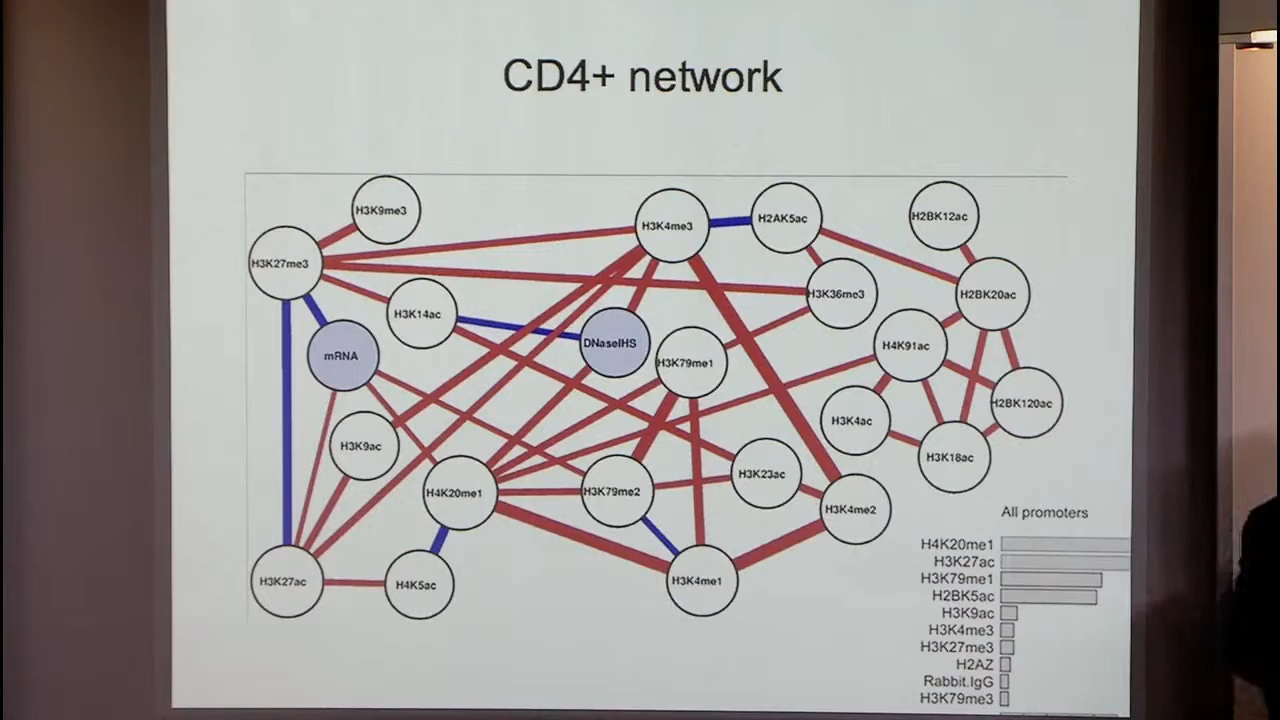 CD4+ network
H3K9me3
H3K4me3
H2AK5ac
H2BK12ac
H3K27me3
H3K36me3
H2BK20ac
H3K14ac
DNaseIHS
H4K91ac
mRNA
H3K79me1
H2BK120ac
H3K4ac
H3K9ac
H3K18ac
H3K23ac
H4K20me1
H3K79me2
H3K4me2
H3K27ac
H4K5ac
H3K4me1
All promoters
H4K20me1
H3K27ac
H3K79me1
H2BK5ac
H3K9ac
H3K4me3
H3K27me3
H2AZ
Rabbit.IgG
H3K79me3